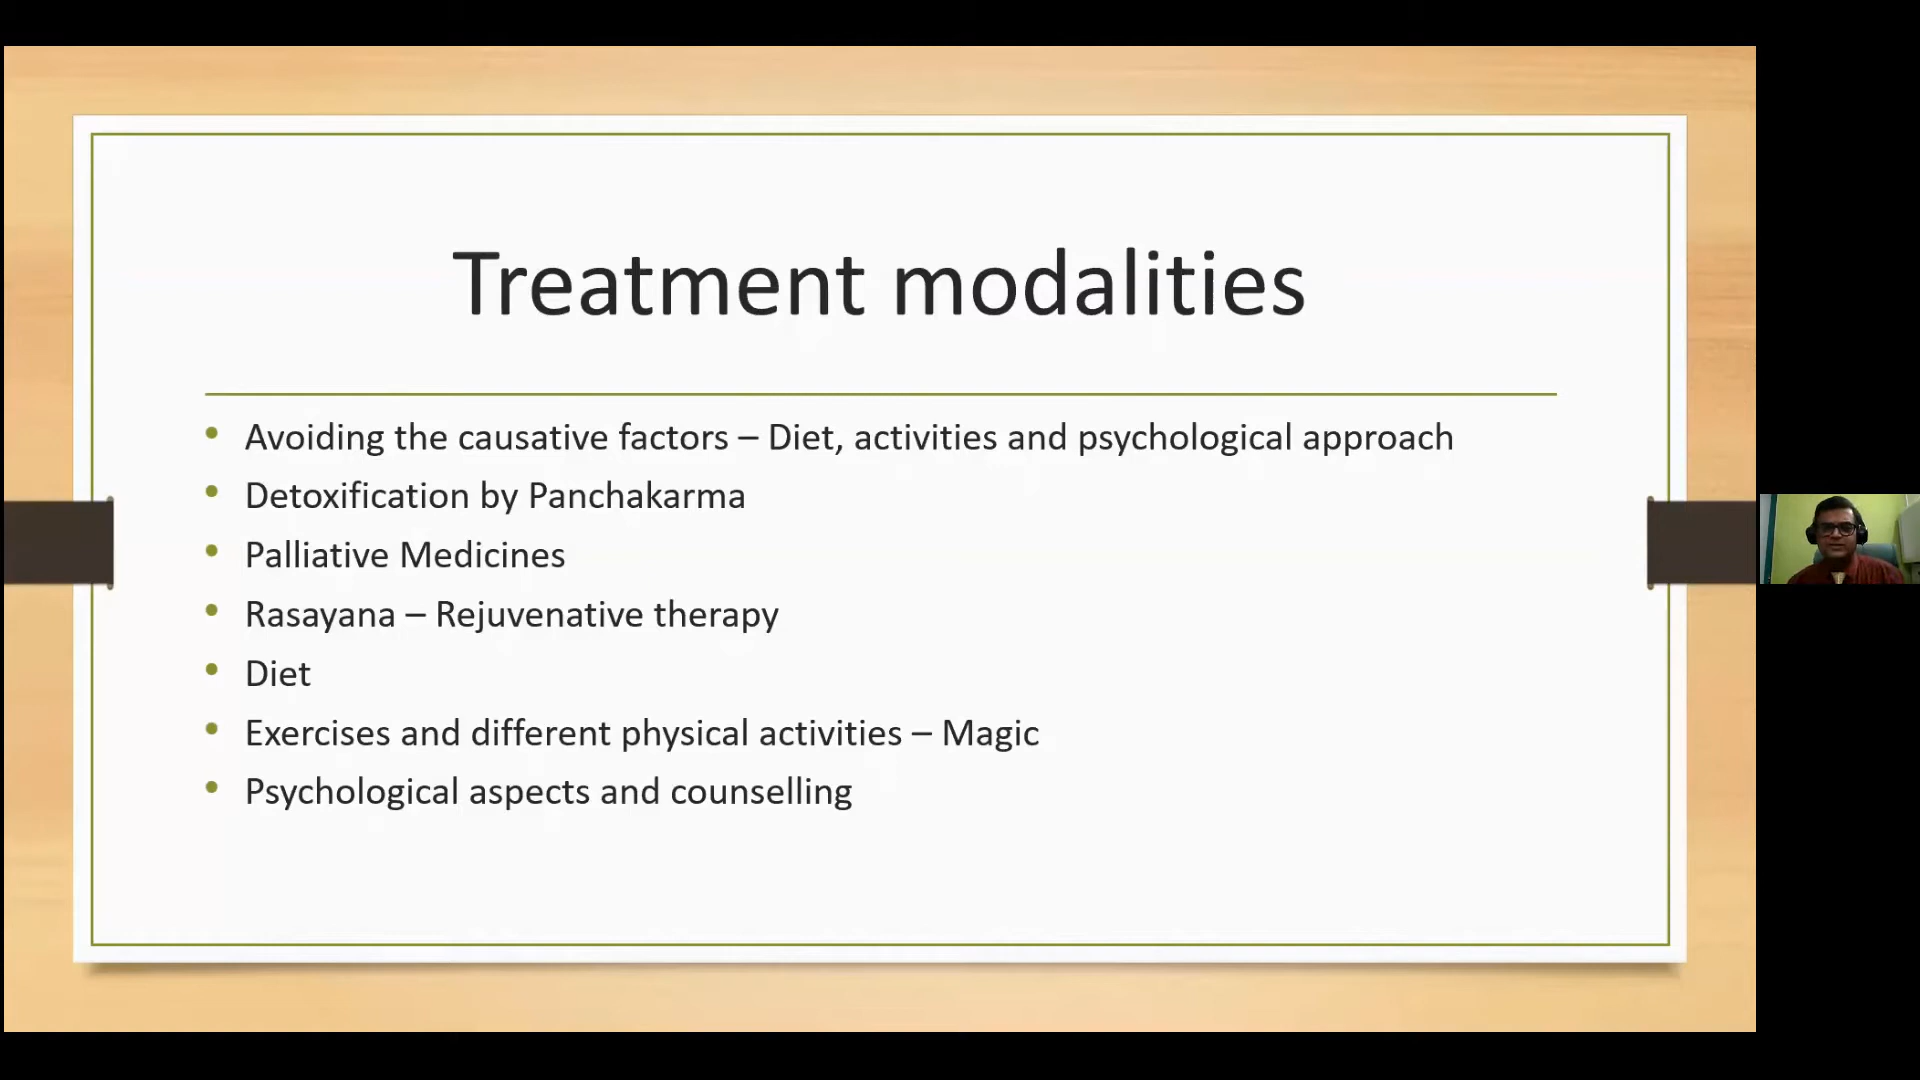 Treatment modalities
• Avoiding the causative factors – Diet, activities and psychological approach
• Detoxification by Panchakarma
• Palliative Medicines
• Rasayana – Rejuvenative therapy
• Diet
• Exercises and different physical activities – Magic
• Psychological aspects and counselling